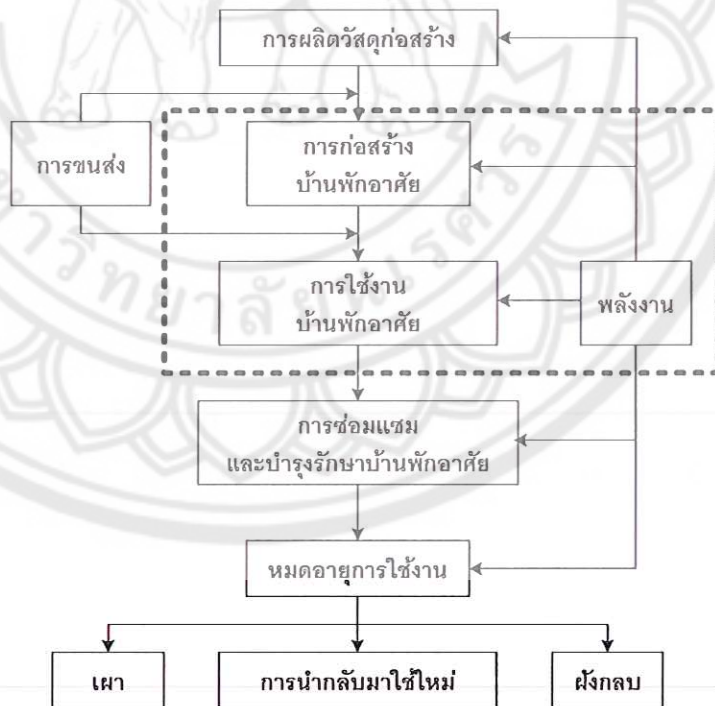 การผลิตวัสดุก่อสร้าง
การขนส่ง
การก่อสร้าง
บ้านพักอาศัย
การใช้งาน
บ้านพักอาศัย
พลังงาน
การซ่อมแซม
และบำรุงรักษาบ้านพักอาศัย
หมดอายุการใช้งาน
เผา
การนำกลับมาใช้ใหม่
ฝังกลบ